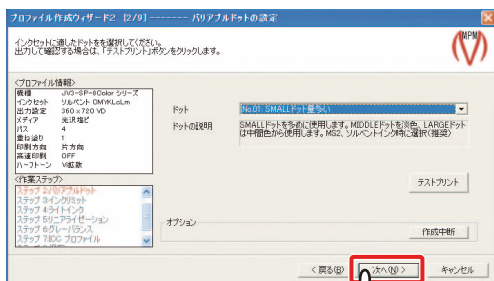 プロファイル作成ウィザード2 [2/9] ------- バリアブルドットの設定
インクセットに適したドットをを選択してください。
出力して確認する場合は、「テストプリント」ボタンをクリックします。
MPM
<プロファイル情報>
機種 JV3-SP-8Color シリーズ
インクセット ソルベント CMYKLcLm
出力設定 360×720 VD
メディア 光沢塩ビ
パス 4
重ね塗り 1
印刷方向 片方向
高速印刷 OFF
ハーフトーン V拡散
ドット No.01: SMALLドット量多い
ドットの説明 SMALLドットを多めに使用します。MIDDLEドットを淡色、LARGEドットは中間色から使用します。MS2、ソルベントインク時に選択(推奨)
<作業ステップ>
ステップ 2:バリアブルドット
ステップ 3:インクリミット
ステップ 4:ライトインク
ステップ 5:リニアライゼーション
ステップ 6:グレーバランス
ステップ 7:ICC プロファイル
テストプリント
オプション
作成中断
< 戻る(B)
次へ(N) >
キャンセル